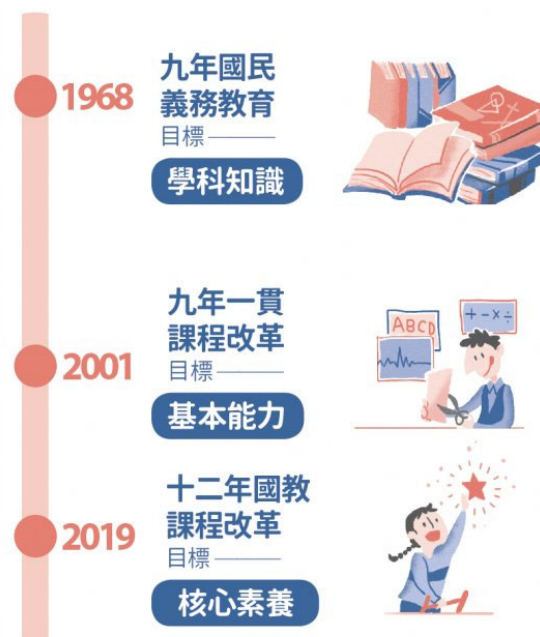 1968
九年國民
義務教育
目標
學科知識
2001
九年一貫
課程改革
目標
基本能力
ABCD
+-×÷
2019
十二年國教
課程改革
目標
核心素養